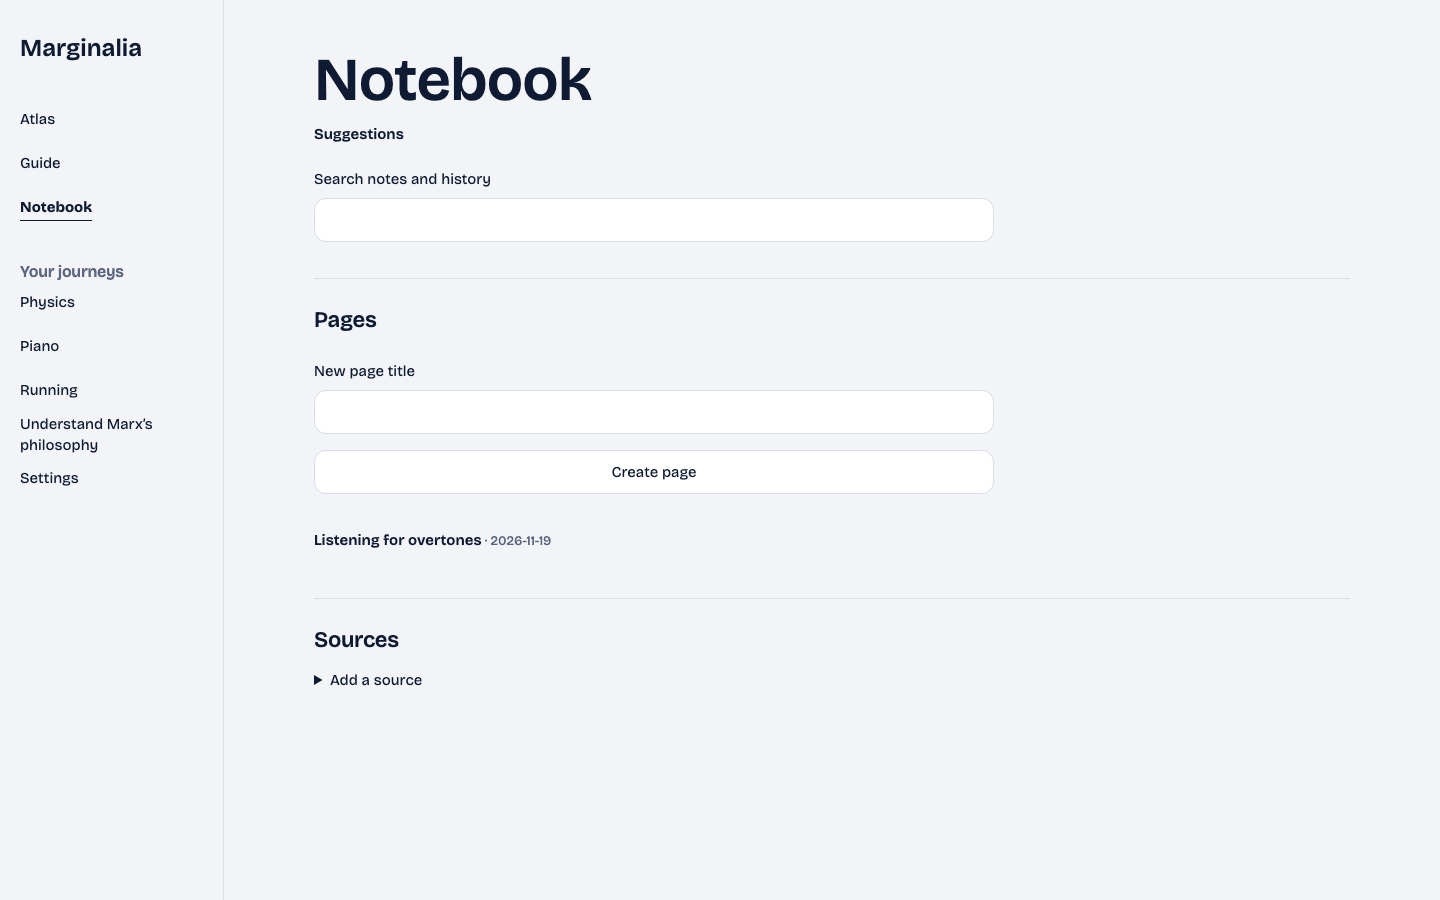 Marginalia
Atlas
Guide
Notebook
Your journeys
Physics
Piano
Running
Understand Marx’s
philosophy
Settings
Notebook
Suggestions
Search notes and history
Pages
New page title
Create page
Listening for overtones · 2026-11-19
Sources
Add a source